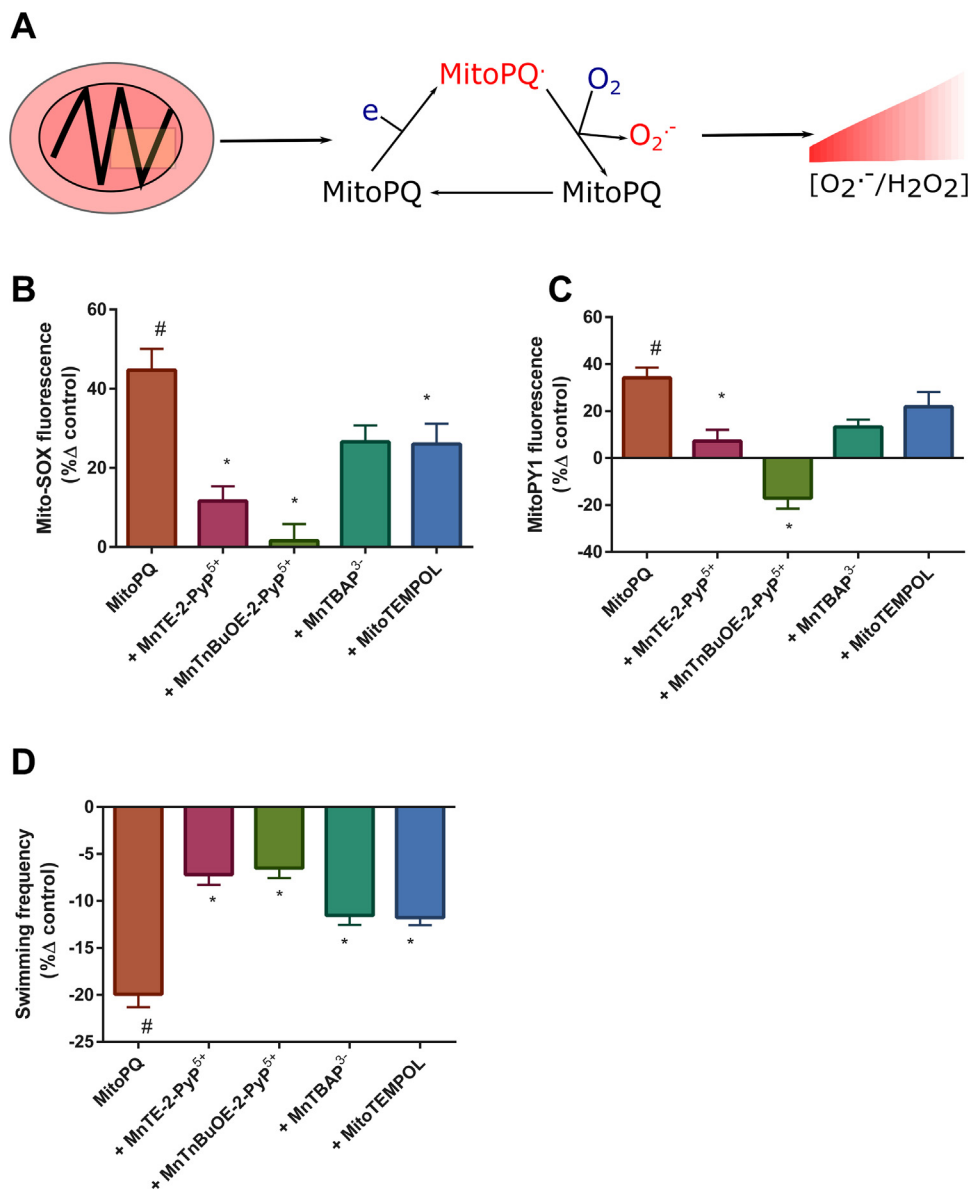 A
MitoPQ·
O₂
e
O₂·⁻
MitoPQ
MitoPQ
[O₂·⁻/H₂O₂]
B
Mito-SOX fluorescence
(%Δ control)
60
40
20
0
#
*
*
*
MitoPQ
+ MnTE-2-PyP⁵⁺
+ MnTnBuOE-2-PyP⁵⁺
+ MnTBAP³⁻
+ MitoTEMPOL
C
MitoPY1 fluorescence
(%Δ control)
60
40
20
0
-20
-40
#
*
*
MitoPQ
+ MnTE-2-PyP⁵⁺
+ MnTnBuOE-2-PyP⁵⁺
+ MnTBAP³⁻
+ MitoTEMPOL
D
Swimming frequency
(%Δ control)
0
-5
-10
-15
-20
-25
#
*
*
*
*
MitoPQ
+ MnTE-2-PyP⁵⁺
+ MnTnBuOE-2-PyP⁵⁺
+ MnTBAP³⁻
+ MitoTEMPOL